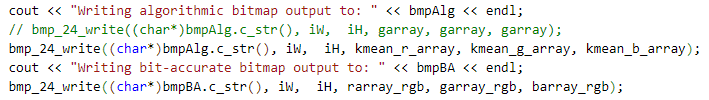 cout << "Writing algorithmic bitmap output to: " << bmpAlg << endl;
// bmp_24_write((char*)bmpAlg.c_str(), iW,  iH, garray, garray, garray);
bmp_24_write((char*)bmpAlg.c_str(), iW,  iH, kmean_r_array, kmean_g_array, kmean_b_array);
cout << "Writing bit-accurate bitmap output to: " << bmpBA << endl;
bmp_24_write((char*)bmpBA.c_str(), iW,  iH, rarray_rgb, garray_rgb, barray_rgb);